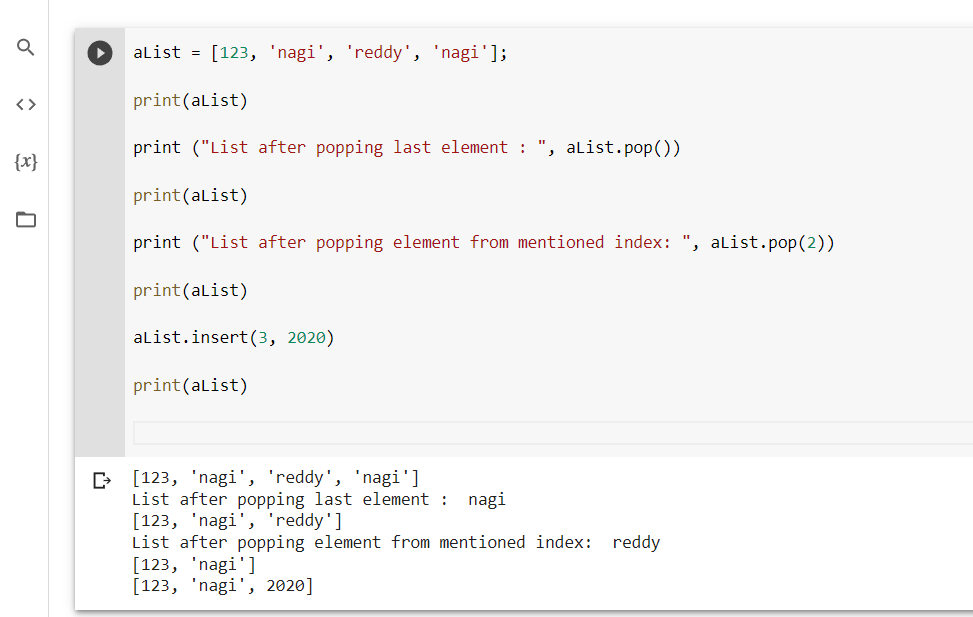 aList = [123, 'nagi', 'reddy', 'nagi'];
print(aList)
print ("List after popping last element : ", aList.pop())
print(aList)
print ("List after popping element from mentioned index: ", aList.pop(2))
print(aList)
aList.insert(3, 2020)
print(aList)
[123, 'nagi', 'reddy', 'nagi']
List after popping last element :  nagi
[123, 'nagi', 'reddy']
List after popping element from mentioned index:  reddy
[123, 'nagi']
[123, 'nagi', 2020]
{x}